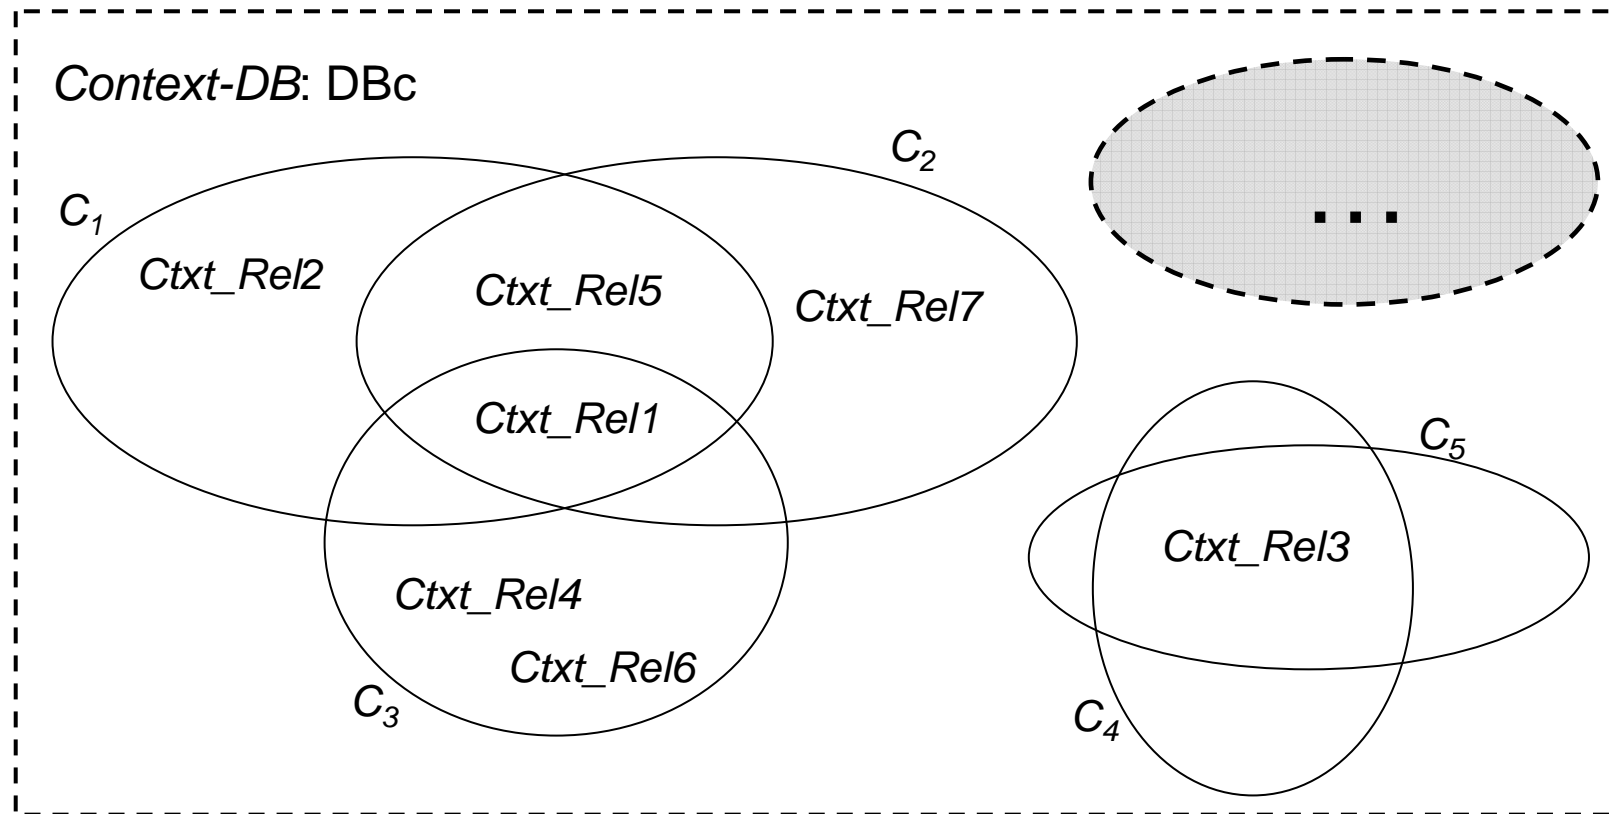 Context-DB: DBc
C2
C1
Ctxt_Rel2
Ctxt_Rel5
Ctxt_Rel7
...
Ctxt_Rel1
C5
Ctxt_Rel3
Ctxt_Rel4
Ctxt_Rel6
C3
C4